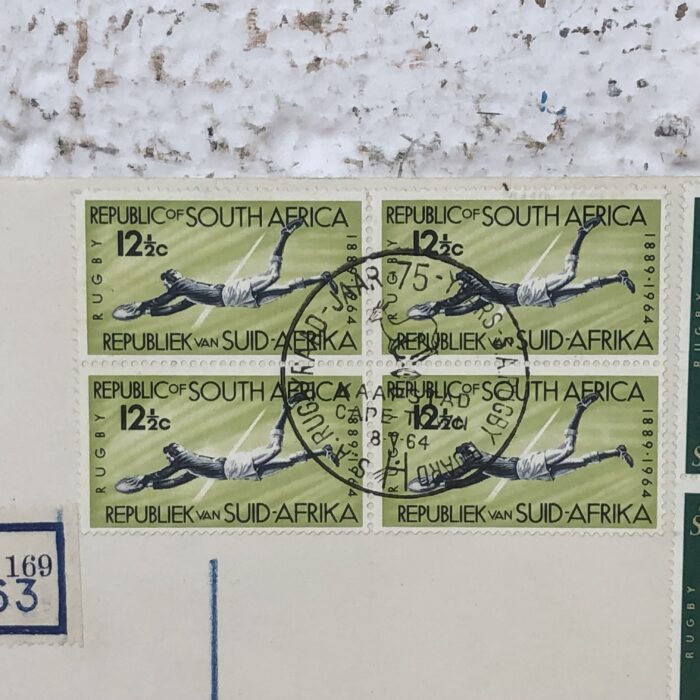 REPUBLIC OF SOUTH AFRICA
12½c
RUGBY
1889·1964
REPUBLIEK VAN SUID-AFRIKA
REPUBLIC OF SOUTH AFRICA
12½c
RUGBY
1889·1964
REPUBLIEK VAN SUID-AFRIKA
REPUBLIC OF SOUTH AFRICA
12½c
RUGBY
1889·1964
REPUBLIEK VAN SUID-AFRIKA
REPUBLIC OF SOUTH AFRICA
12½c
RUGBY
1889·1964
REPUBLIEK VAN SUID-AFRIKA
75-
RUGBY
KAAPSTAD
CAPE
8·V·64
169
63
S
RUGBY
S
RUGBY